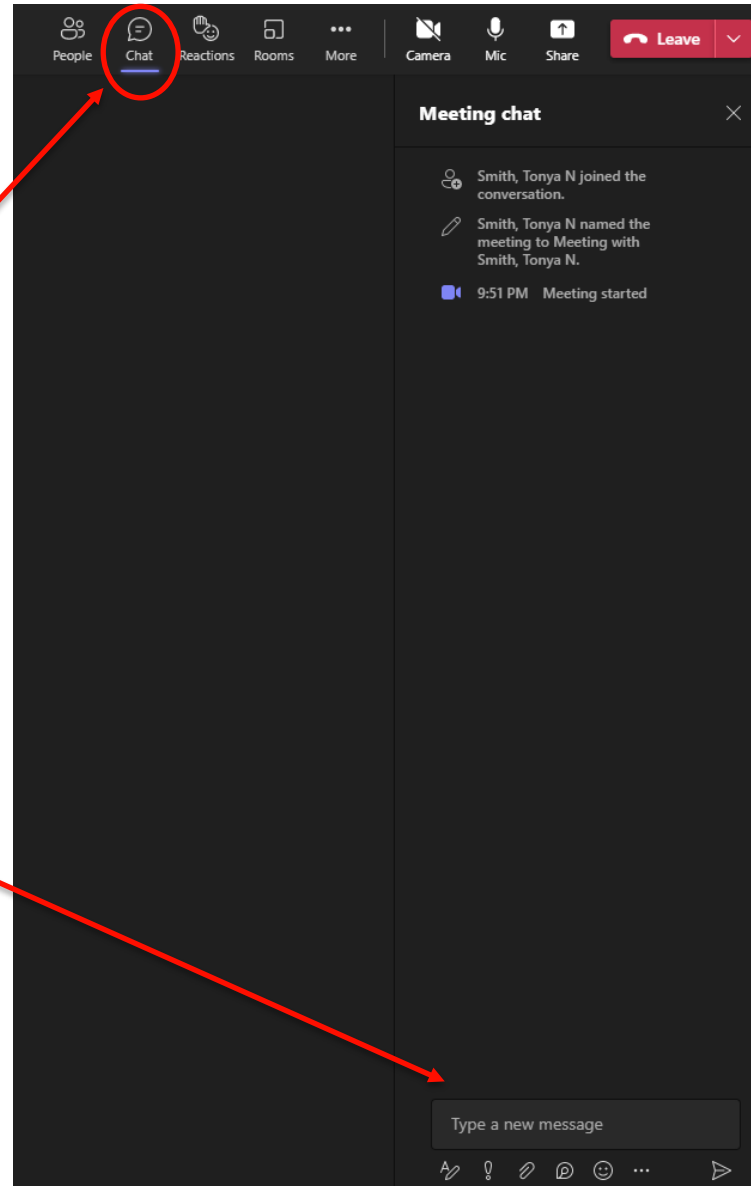 People Chat Reactions Rooms More Camera Mic Share Leave
Meeting chat
Smith, Tonya N joined the
conversation.
Smith, Tonya N named the
meeting to Meeting with
Smith, Tonya N.
9:51 PM Meeting started
Type a new message